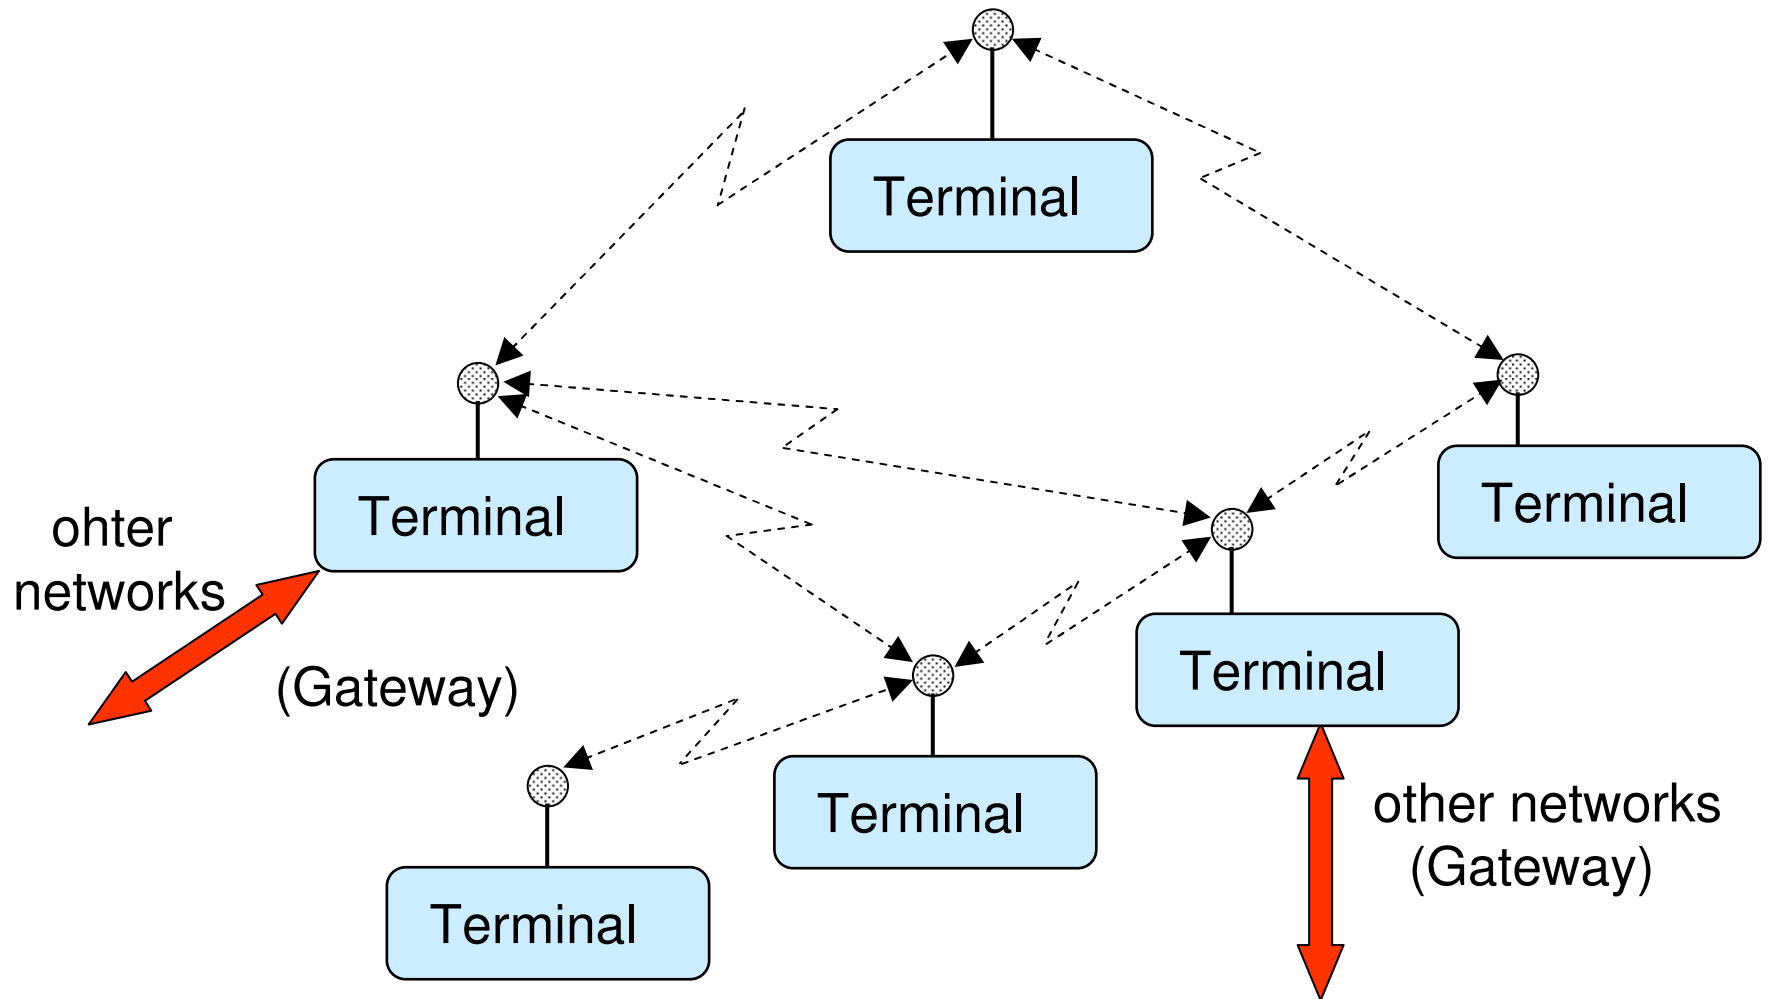 Terminal
Terminal
Terminal
ohter
networks
(Gateway)
Terminal
Terminal
other networks
(Gateway)
Terminal